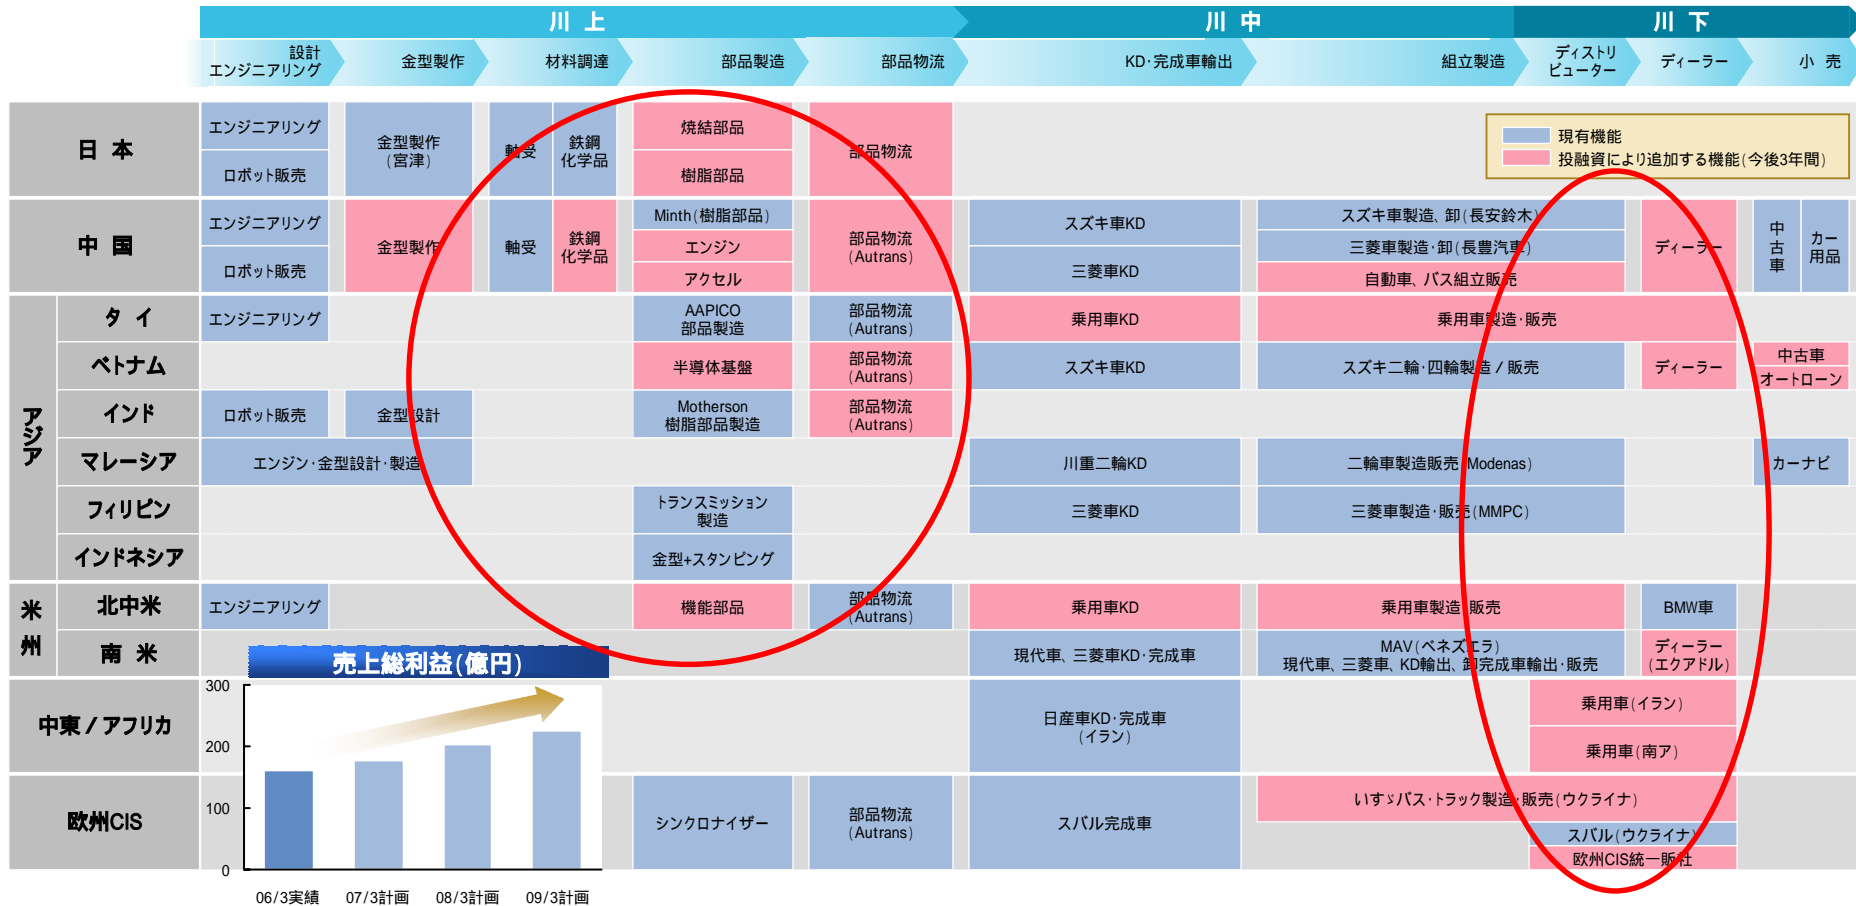 川 上
川 中
川 下
設計
エンジニアリング
金型製作
材料調達
部品製造
部品物流
KD・完成車輸出
組立製造
ディストリ
ビューター
ディーラー
小 売
現有機能
投融資により追加する機能(今後3年間)
日 本
エンジニアリング
ロボット販売
金型製作
(宮津)
軸受
鉄鋼
化学品
焼結部品
樹脂部品
部品物流
中 国
エンジニアリング
ロボット販売
金型製作
軸受
鉄鋼
化学品
Minth(樹脂部品)
エンジン
アクセル
部品物流
(Autrans)
スズキ車KD
三菱車KD
スズキ車製造、卸(長安鈴木)
三菱車製造・卸(長豊汽車)
自動車、バス組立販売
ディーラー
中
古
車
カー
用品
アジア
タ イ
エンジニアリング
AAPICO
部品製造
部品物流
(Autrans)
乗用車KD
乗用車製造・販売
ベトナム
半導体基盤
部品物流
(Autrans)
スズキ車KD
スズキ二輪・四輪製造 / 販売
ディーラー
中古車
オートローン
インド
ロボット販売
金型設計
Motherson
樹脂部品製造
部品物流
(Autrans)
マレーシア
エンジン・金型設計・製造
川重二輪KD
二輪車製造販売(Modenas)
カーナビ
フィリピン
トランスミッション
製造
三菱車KD
三菱車製造・販売(MMPC)
インドネシア
金型+スタンピング
米
州
北中米
エンジニアリング
機能部品
部品物流
(Autrans)
乗用車KD
乗用車製造・販売
BMW車
南 米
現代車、三菱車KD・完成車
MAV(ベネズエラ)
現代車、三菱車、KD輸出、卸完成車輸出・販売
ディーラー
(エクアドル)
中東 / アフリカ
日産車KD・完成車
(イラン)
乗用車(イラン)
乗用車(南ア)
欧州CIS
シンクロナイザー
部品物流
(Autrans)
スバル完成車
いすゞバス・トラック製造・販売(ウクライナ)
スバル(ウクライナ)
欧州CIS統一販社
売上総利益(億円)
300
200
100
0
06/3実績
07/3計画
08/3計画
09/3計画